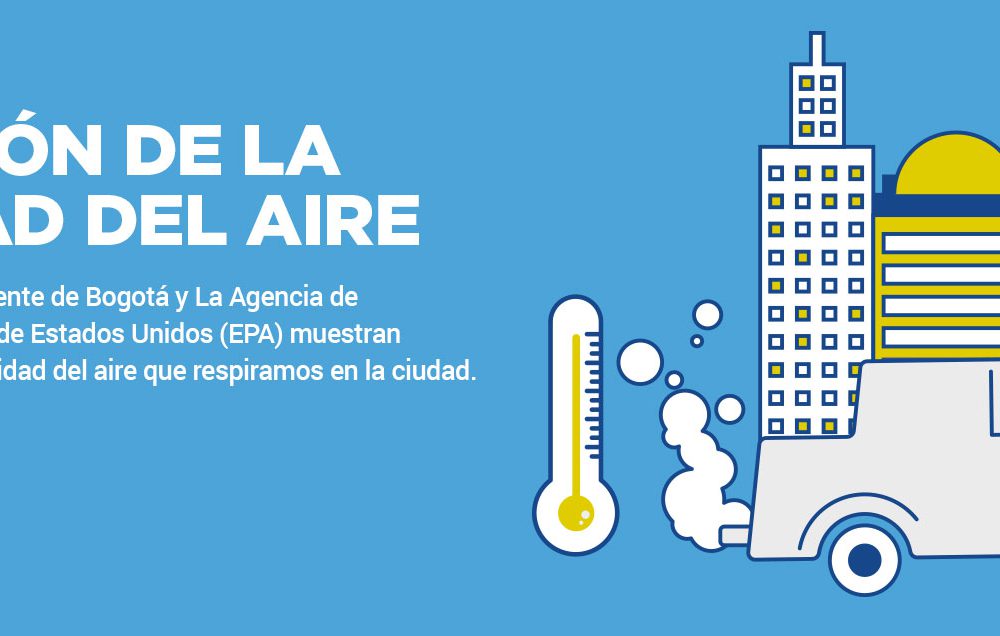 ÓN DE LA
AD DEL AIRE
ente de Bogotá y La Agencia de
de Estados Unidos (EPA) muestran
idad del aire que respiramos en la ciudad.